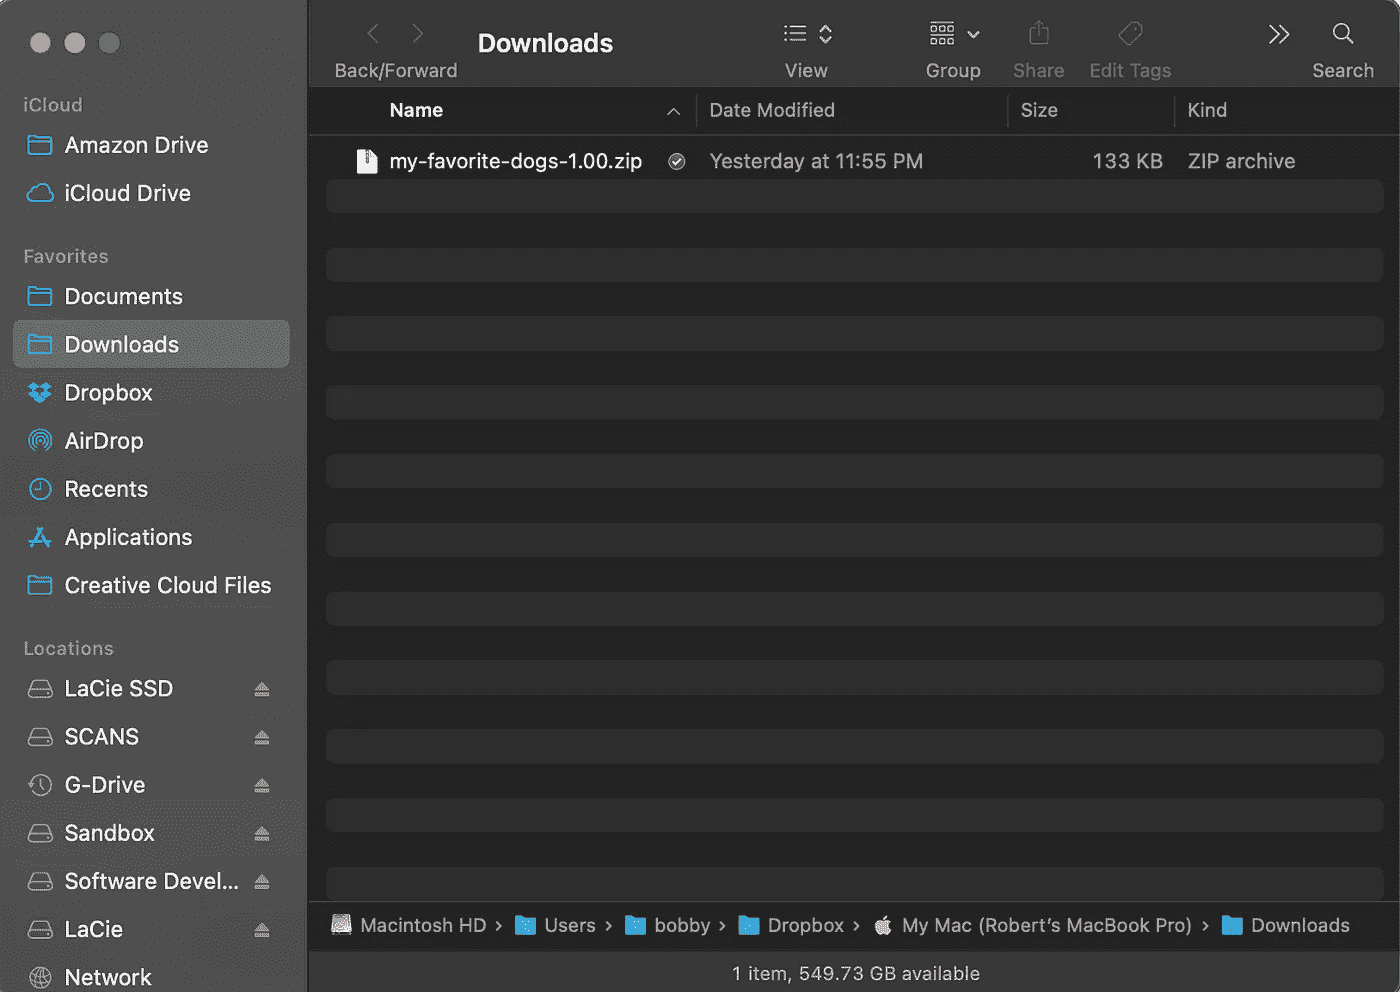 Downloads
Back/Forward
View
Group
Share
Edit Tags
Search
iCloud
Amazon Drive
iCloud Drive
Favorites
Documents
Downloads
Dropbox
AirDrop
Recents
Applications
Creative Cloud Files
Locations
LaCie SSD
SCANS
G-Drive
Sandbox
Software Devel...
LaCie
Network
Name Date Modified Size Kind
my-favorite-dogs-1.00.zip Yesterday at 11:55 PM 133 KB ZIP archive
Macintosh HD › Users › bobby › Dropbox › My Mac (Robert’s MacBook Pro) › Downloads
1 item, 549.73 GB available